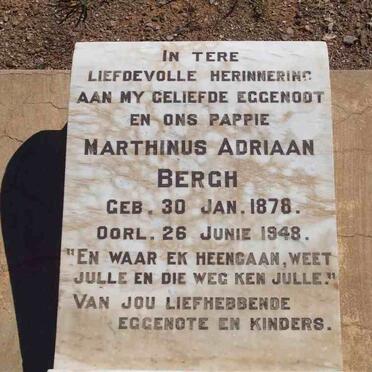 IN TERE
LIEFDEVOLLE HERINNERING
AAN MY GELIEFDE EGGENOOT
EN ONS PAPPIE
MARTHINUS ADRIAAN
BERGH
GEB. 30 JAN. 1878.
OORL. 26 JUNIE 1948.
"EN WAAR EK HEENGAAN, WEET
JULLE EN DIE WEG KEN JULLE."
VAN JOU LIEFHEBBENDE
EGGENOTE EN KINDERS.